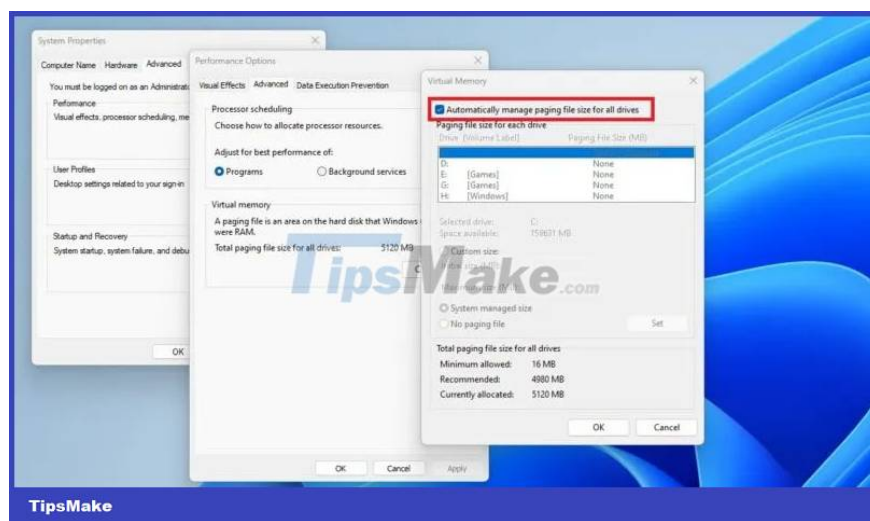 System Properties
Computer Name Hardware Advanced
You must be logged on as an Administrat
Performance
Visual effects, processor scheduling, me
User Profiles
Desktop settings related to your sign-in
Startup and Recovery
System startup, system failure, and debu
OK
Performance Options
Visual Effects Advanced Data Execution Prevention
Processor scheduling
Choose how to allocate processor resources.
Adjust for best performance of:
Programs Background services
Virtual memory
A paging file is an area on the hard disk that Windows
were RAM.
Total paging file size for all drives: 5120 MB
OK Cancel Apply
Virtual Memory
Automatically manage paging file size for all drives
Paging file size for each drive
Drive [Volume Label] Paging File Size (MB)
D: None
E: [Games] None
G: [Games] None
H: [Windows] None
Selected drive: C:
Space available: 159631 MB
Custom size:
Initial size (MB):
Maximum size (MB):
System managed size
No paging file Set
Total paging file size for all drives
Minimum allowed: 16 MB
Recommended: 4980 MB
Currently allocated: 5120 MB
OK Cancel
TipsMake.com
TipsMake